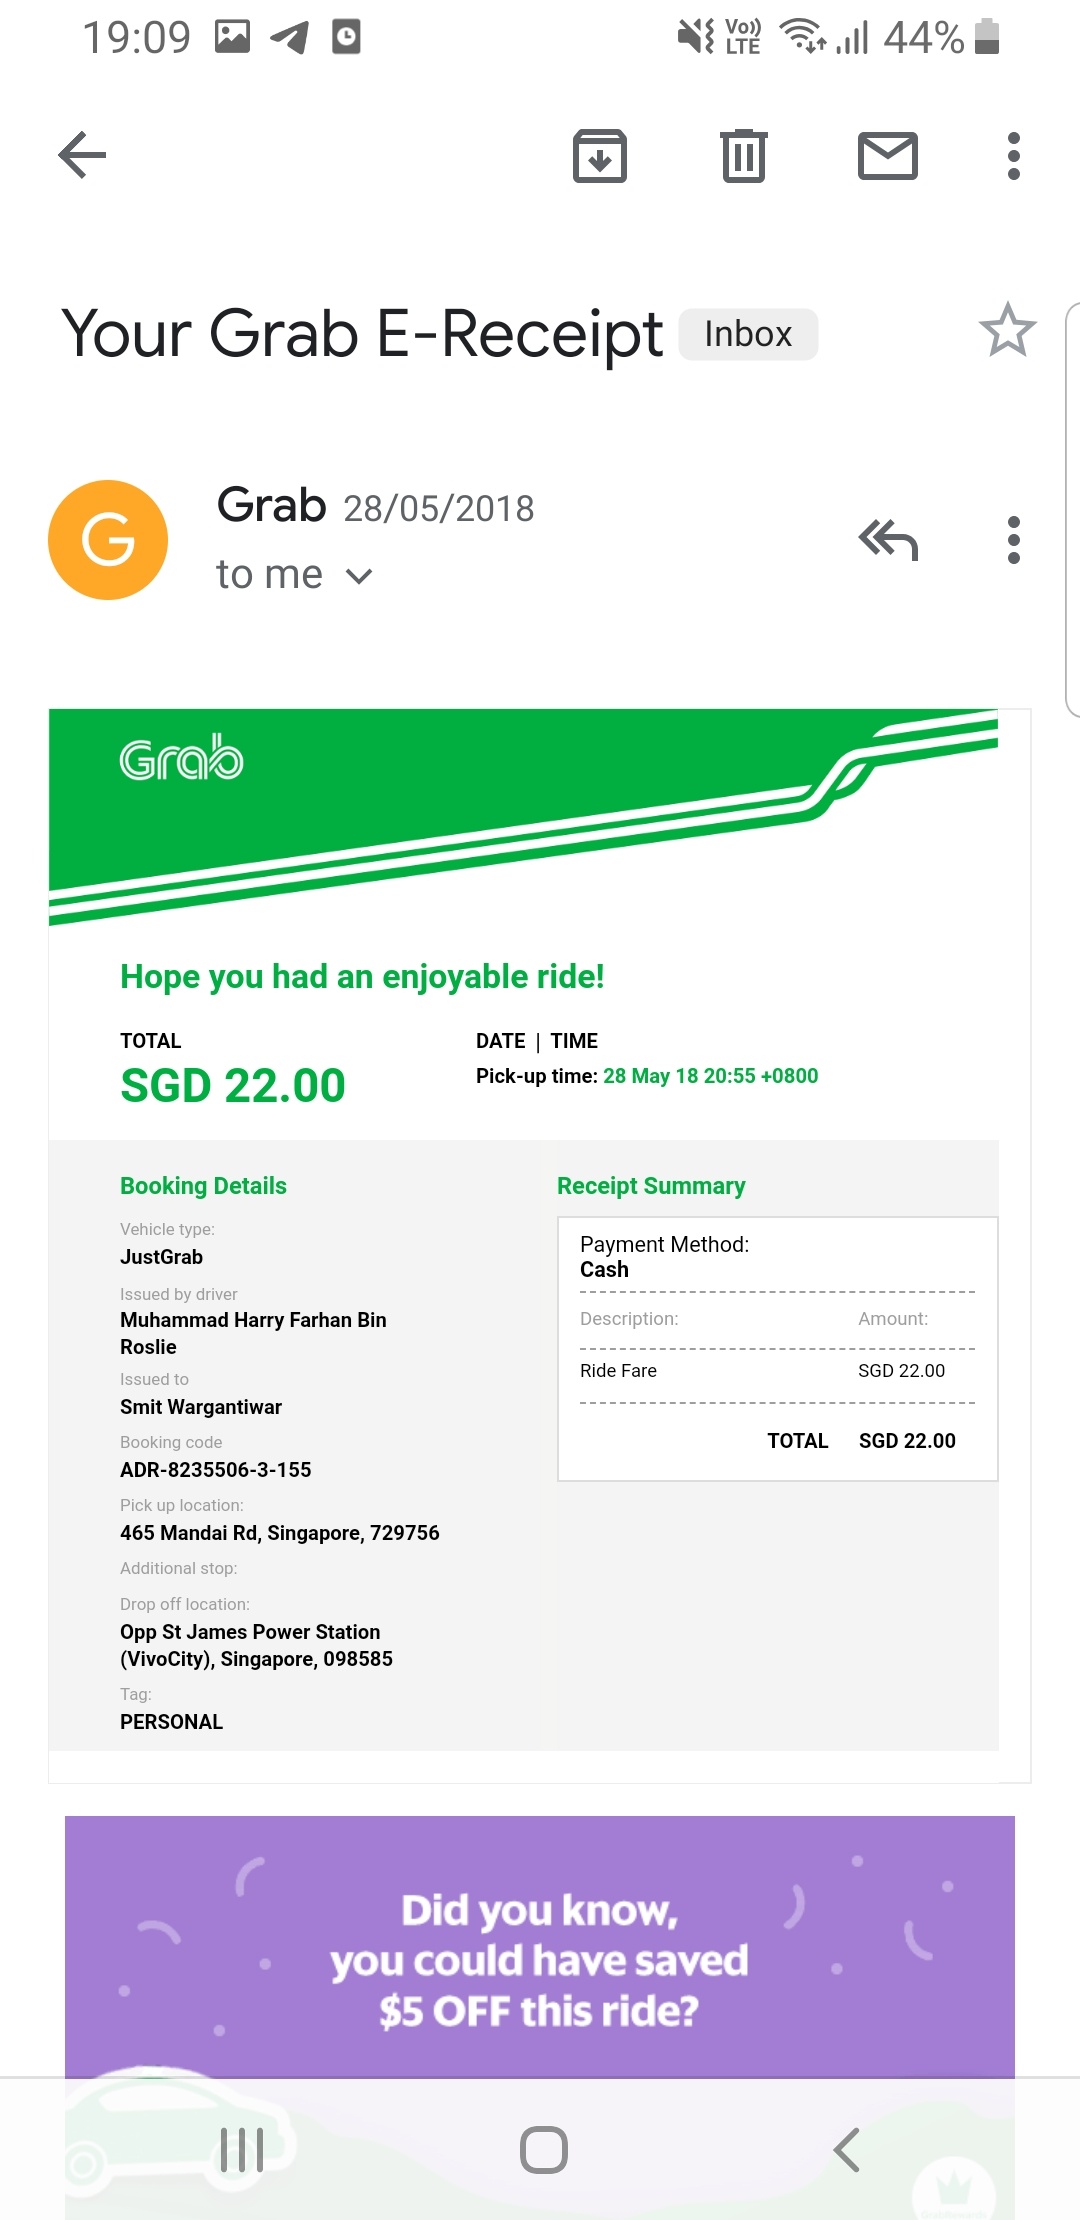 19:09
Vo)) LTE
44%
Your Grab E-Receipt Inbox
G
Grab 28/05/2018
to me
Grab
Hope you had an enjoyable ride!
TOTAL
SGD 22.00
DATE | TIME
Pick-up time: 28 May 18 20:55 +0800
Booking Details
Vehicle type:
JustGrab
Issued by driver
Muhammad Harry Farhan Bin
Roslie
Issued to
Smit Wargantiwar
Booking code
ADR-8235506-3-155
Pick up location:
465 Mandai Rd, Singapore, 729756
Additional stop:
Drop off location:
Opp St James Power Station
(VivoCity), Singapore, 098585
Tag:
PERSONAL
Receipt Summary
Payment Method:
Cash
Description: Amount:
Ride Fare SGD 22.00
TOTAL SGD 22.00
Did you know,
you could have saved
$5 OFF this ride?